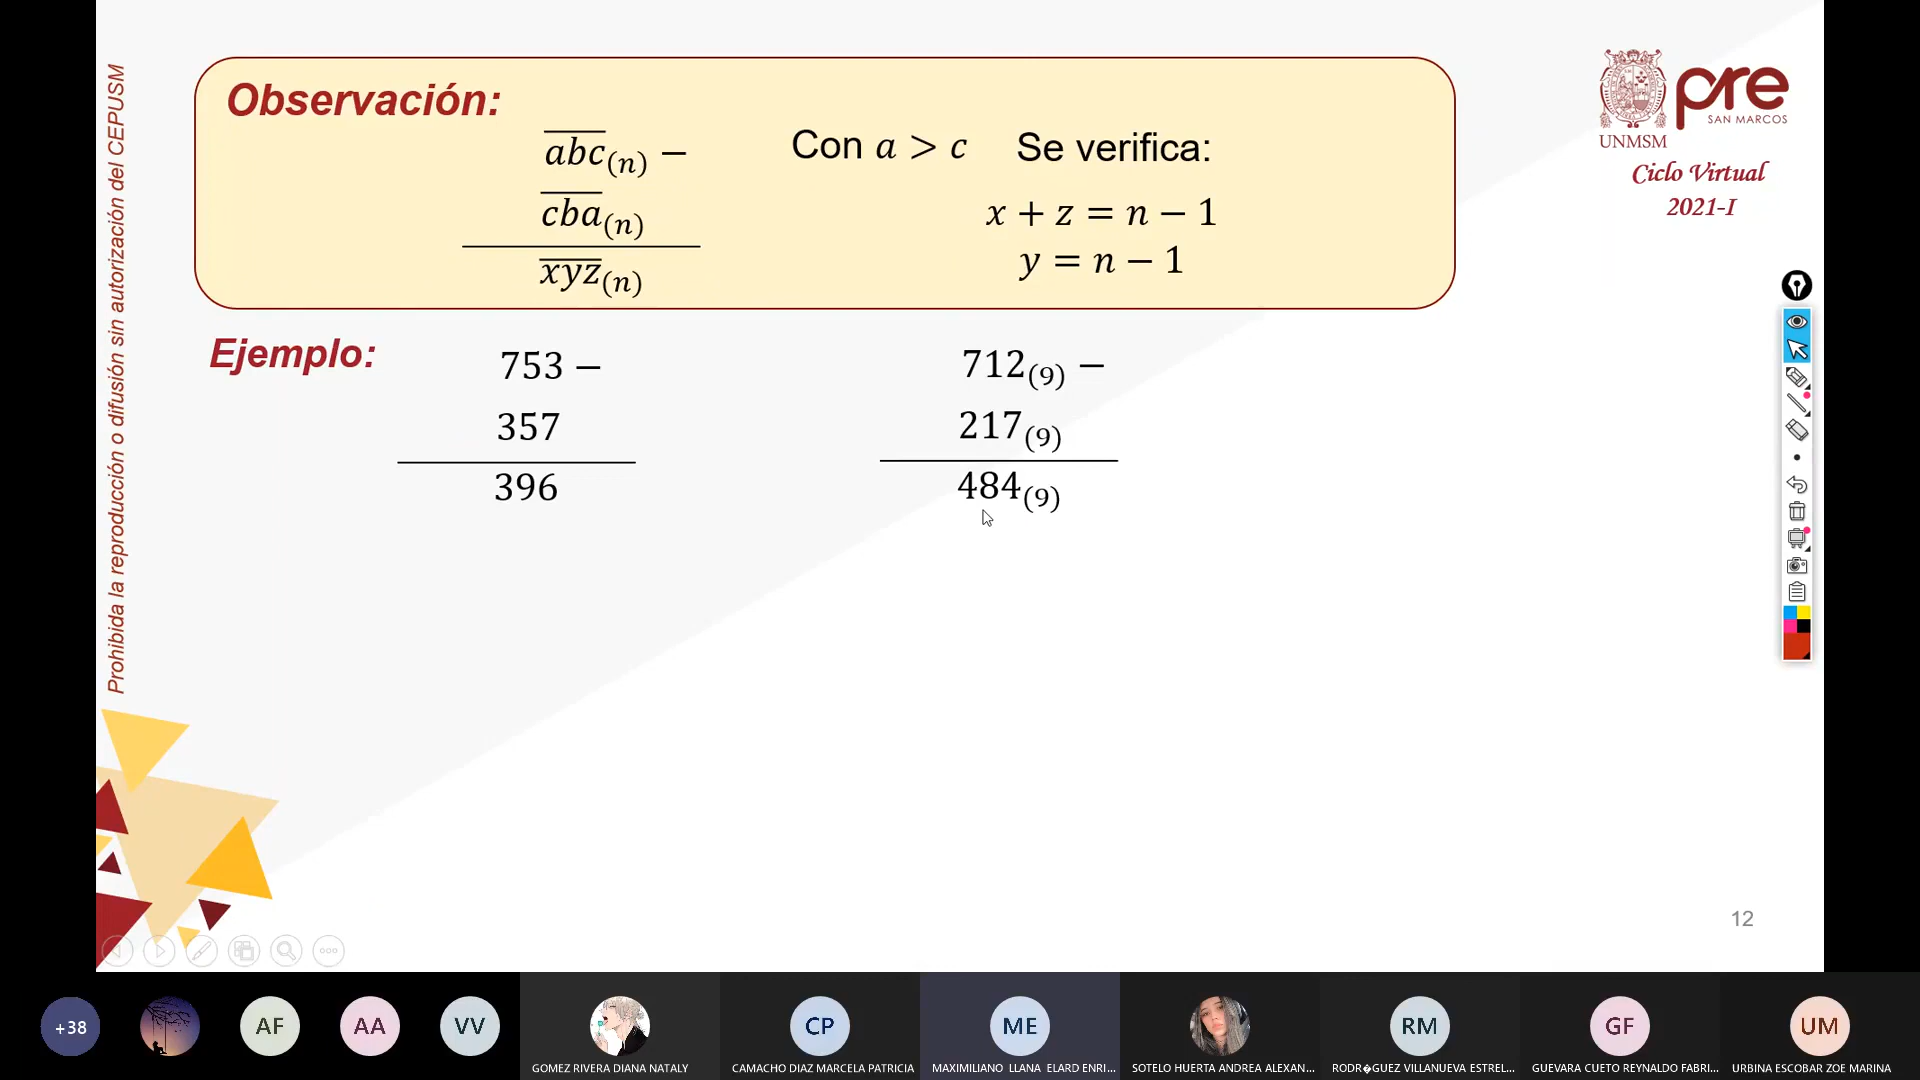 Prohibida la reproducción o difusión sin autorización del CEPUSM
Observación:
abc(n) −
cba(n)
xyz(n)
Con a > c
Se verifica:
x + z = n − 1
y = n − 1
UNMSM
pre
SAN MARCOS
Ciclo Virtual
2021-I
Ejemplo:
753 −
357
396
712(9) −
217(9)
484(9)
12
+38
AF
AA
VV
GOMEZ RIVERA DIANA NATALY
CP
CAMACHO DIAZ MARCELA PATRICIA
ME
MAXIMILIANO LLANA ELARD ENRI...
SOTELO HUERTA ANDREA ALEXAN...
RM
RODR�GUEZ VILLANUEVA ESTREL...
GF
GUEVARA CUETO REYNALDO FABRI...
UM
URBINA ESCOBAR ZOE MARINA